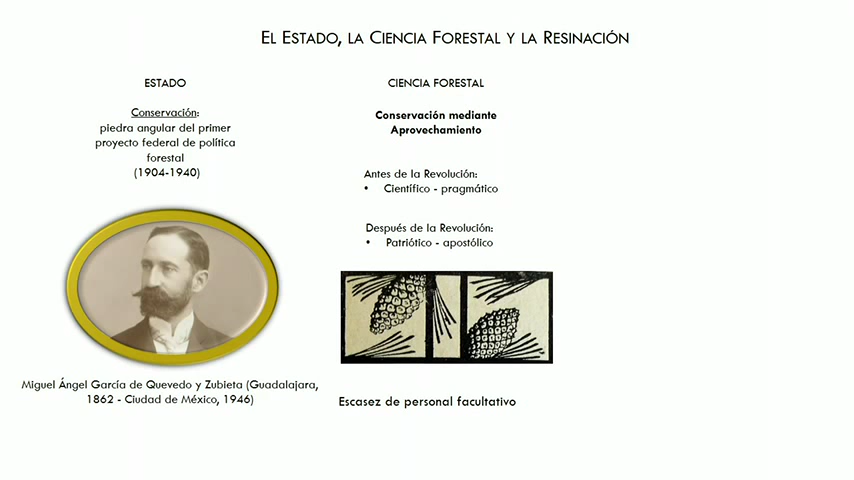 El Estado, la Ciencia Forestal y la Resinación
ESTADO
Conservación:
piedra angular del primer
proyecto federal de política
forestal
(1904-1940)
Miguel Ángel García de Quevedo y Zubieta (Guadalajara,
1862 - Ciudad de México, 1946)
CIENCIA FORESTAL
Conservación mediante
Aprovechamiento
Antes de la Revolución:
• Científico - pragmático
Después de la Revolución:
• Patriótico - apostólico
Escasez de personal facultativo